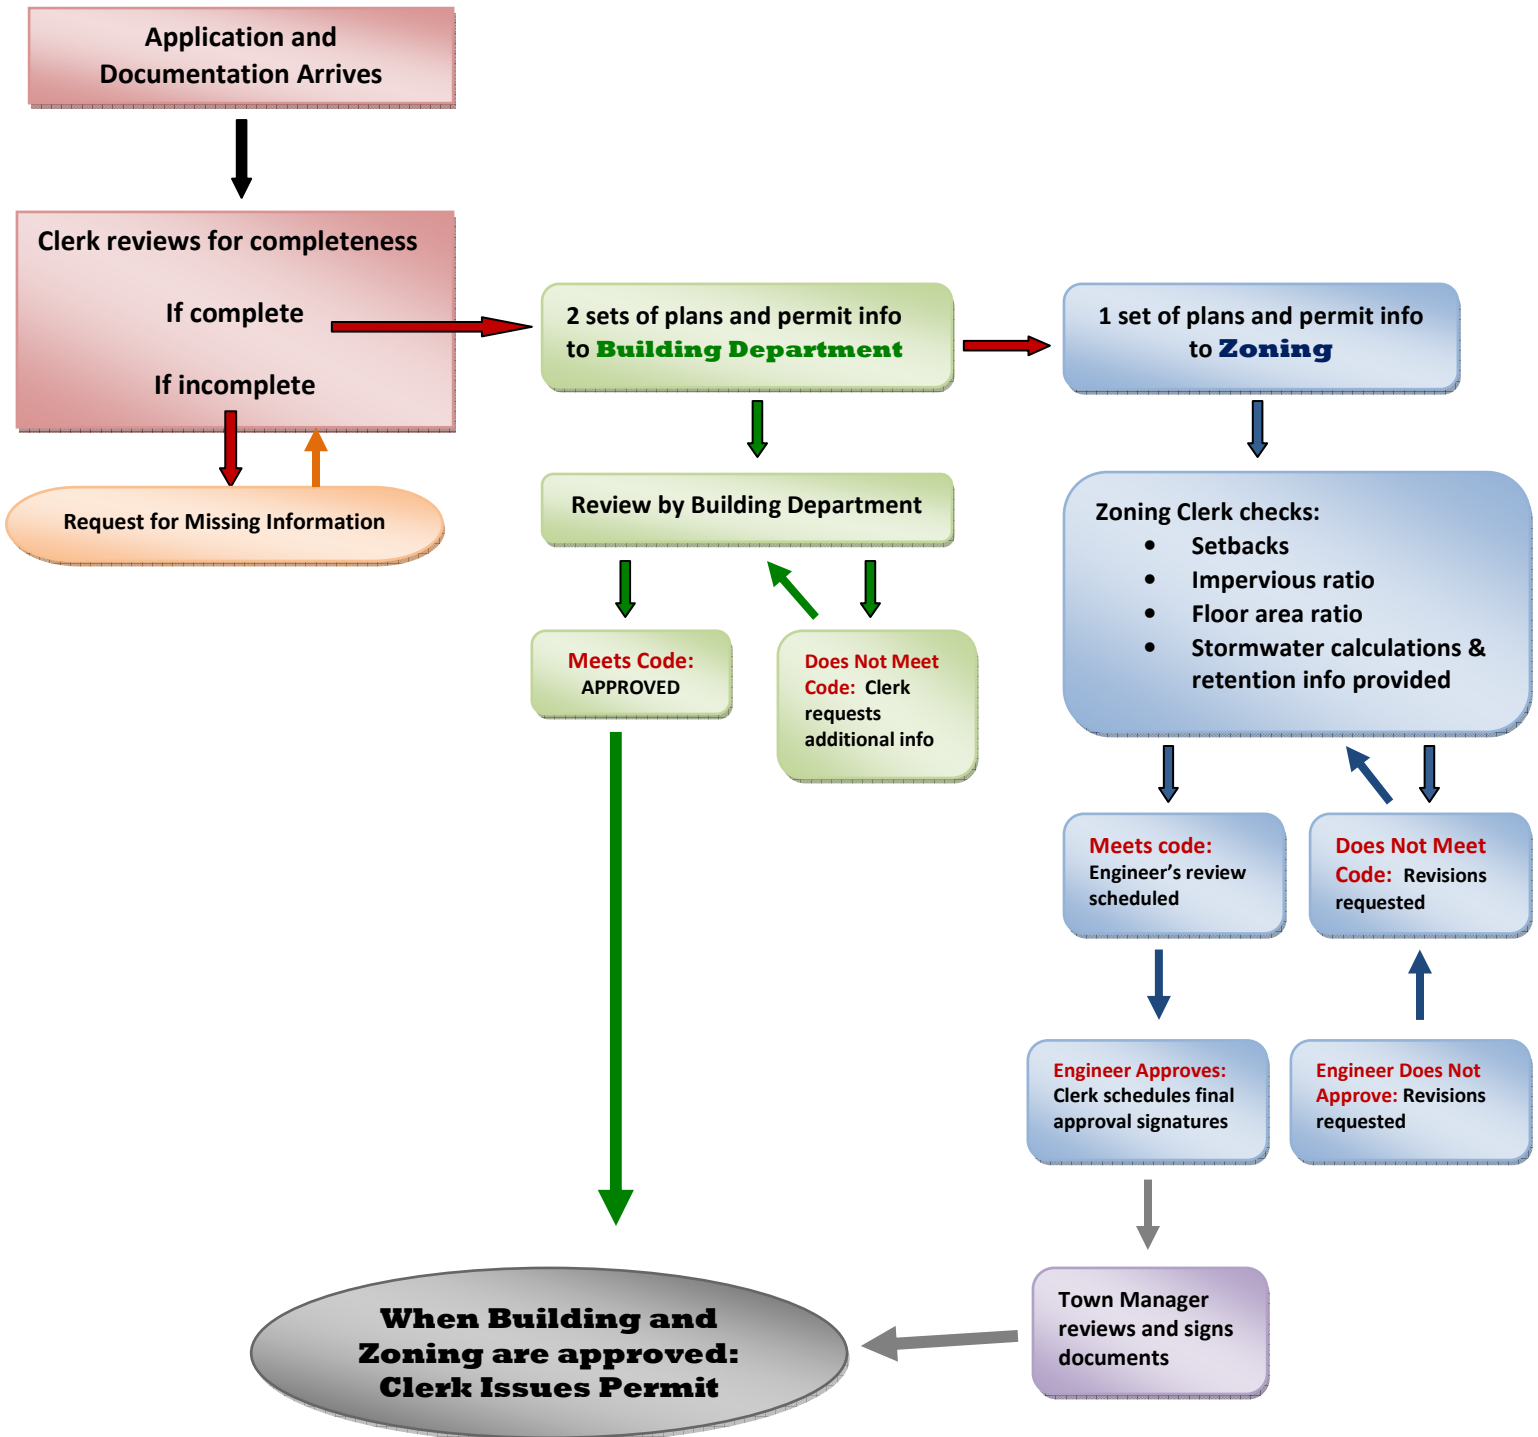 Application and
Documentation Arrives
Clerk reviews for completeness
If complete
If incomplete
Request for Missing Information
2 sets of plans and permit info
to Building Department
1 set of plans and permit info
to Zoning
Review by Building Department
Meets Code:
APPROVED
Does Not Meet
Code: Clerk
requests
additional info
Zoning Clerk checks:
• Setbacks
• Impervious ratio
• Floor area ratio
• Stormwater calculations &
retention info provided
Meets code:
Engineer’s review
scheduled
Does Not Meet
Code: Revisions
requested
Engineer Approves:
Clerk schedules final
approval signatures
Engineer Does Not
Approve: Revisions
requested
Town Manager
reviews and signs
documents
When Building and
Zoning are approved:
Clerk Issues Permit